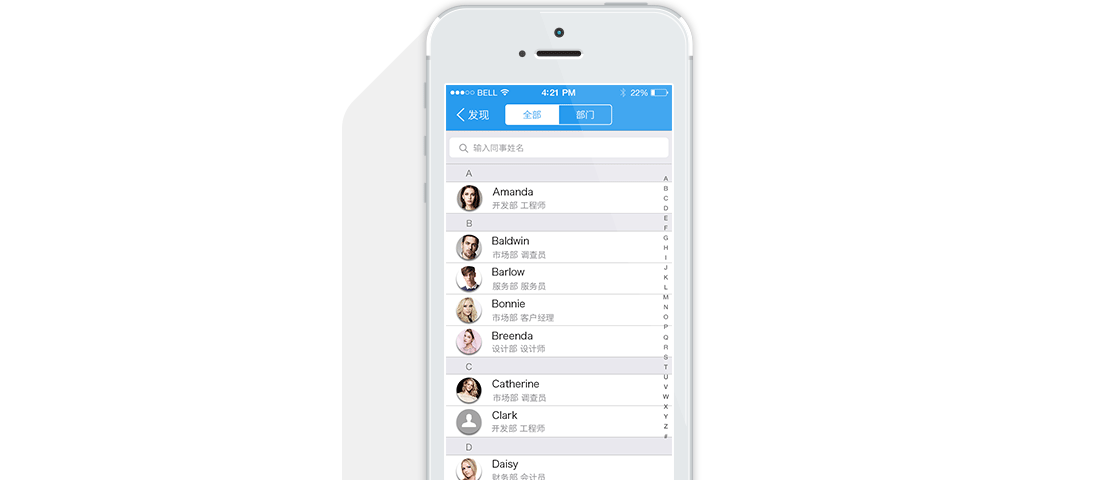 BELL 4:21 PM 22%
发现 全部 部门
输入同事姓名
A
Amanda
开发部 工程师
B
Baldwin
市场部 调查员
Barlow
服务部 服务员
Bonnie
市场部 客户经理
Breenda
设计部 设计师
C
Catherine
市场部 调查员
Clark
开发部 工程师
D
Daisy
财务部 会计员
A
B
C
D
E
F
G
H
I
J
K
L
M
N
O
P
Q
R
S
T
U
V
W
X
Y
Z
#